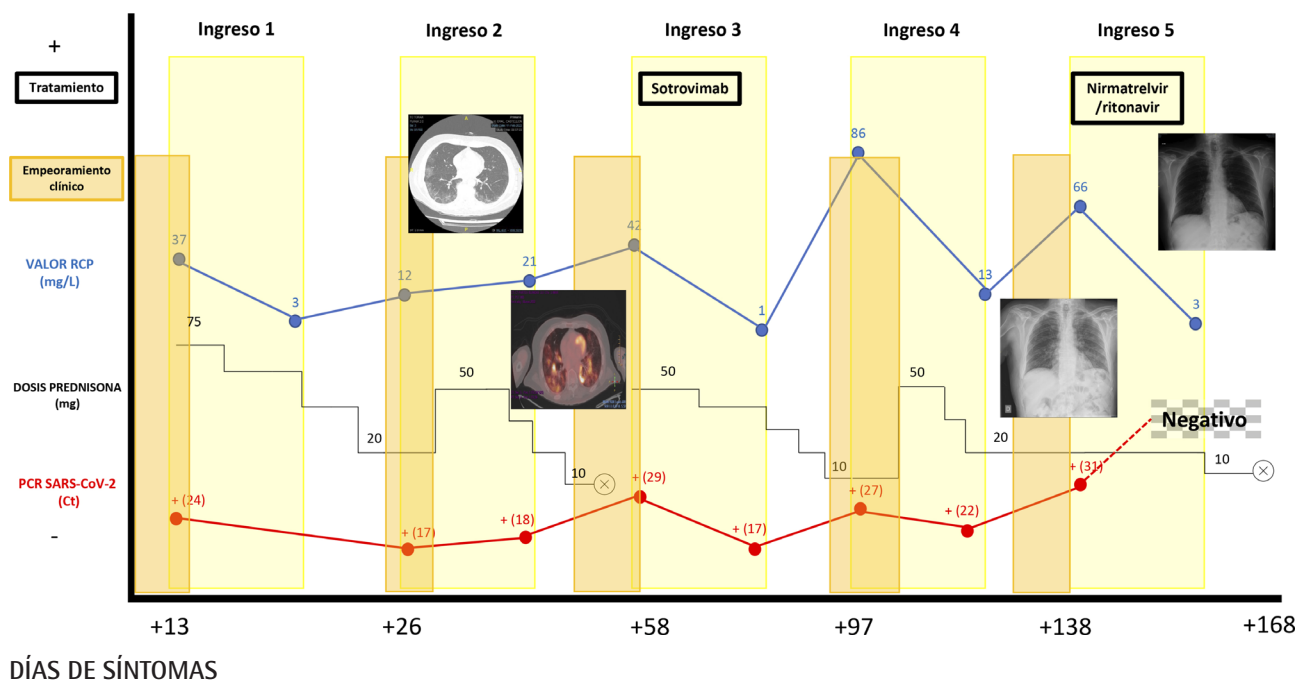 Ingreso 1
Ingreso 2
Ingreso 3
Ingreso 4
Ingreso 5
+
Tratamiento
Sotrovimab
Nirmatrelvir
/ritonavir
Empeoramiento
clínico
VALOR RCP
(mg/L)
37
3
12
21
42
1
86
13
66
3
DOSIS PREDNISONA
(mg)
75
20
50
10
50
10
50
20
10
PCR SARS-CoV-2
(Ct)
+ (24)
+ (17)
+ (18)
+ (29)
+ (17)
+ (27)
+ (22)
+ (31)
Negativo
-
+13
+26
+58
+97
+138
+168
DÍAS DE SÍNTOMAS